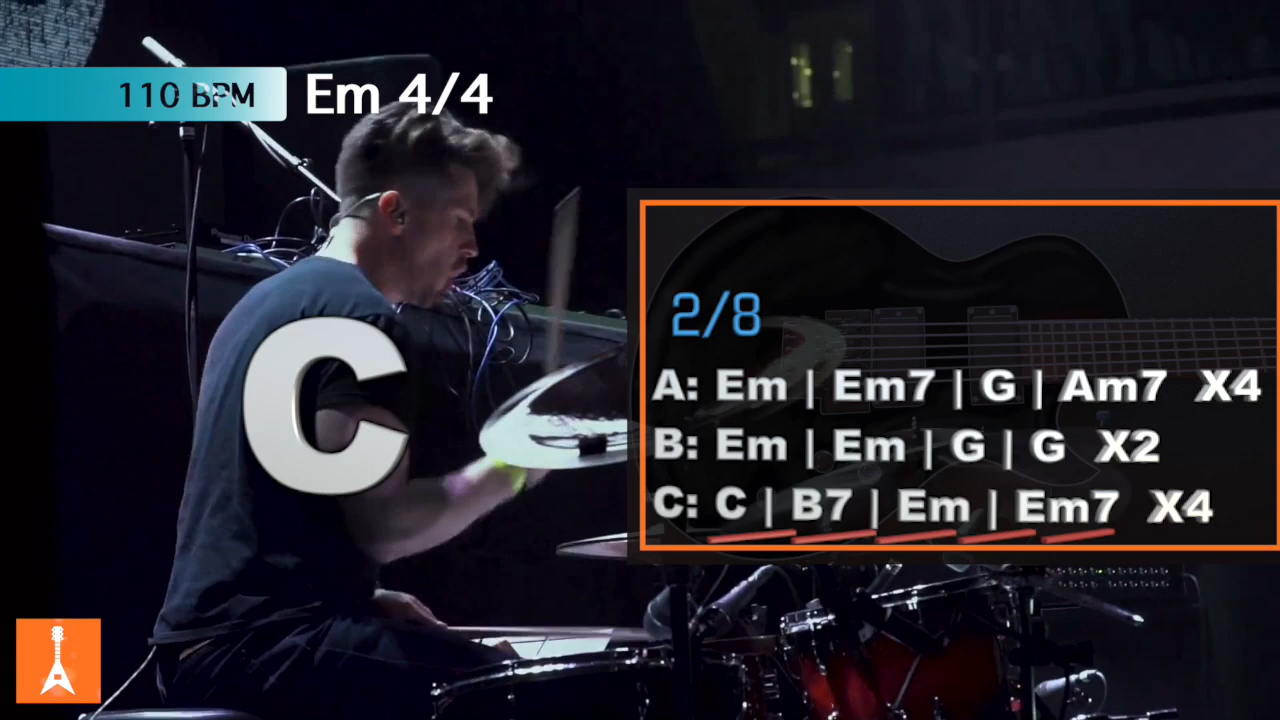 110 BPM Em 4/4
C
2/8
A: Em | Em7 | G | Am7 X4
B: Em | Em | G | G X2
C: C | B7 | Em | Em7 X4